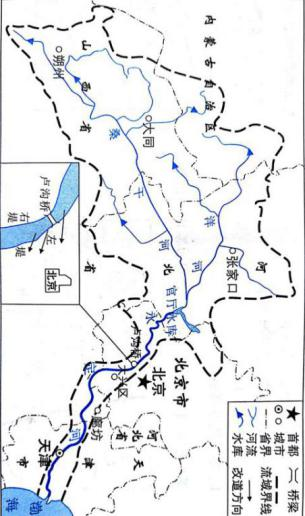 内蒙古自治区
山西省
朔州
大同
桑干河
洋河
张家口
河北省
官厅水库
永定河
卢沟桥
大兴区
北京市
北京
廊坊
河北
天津市
天津
渤海
卢沟桥
左堤
右堤
北京
首都
城市
省界
河流
水库
桥梁
流域界线
改道方向